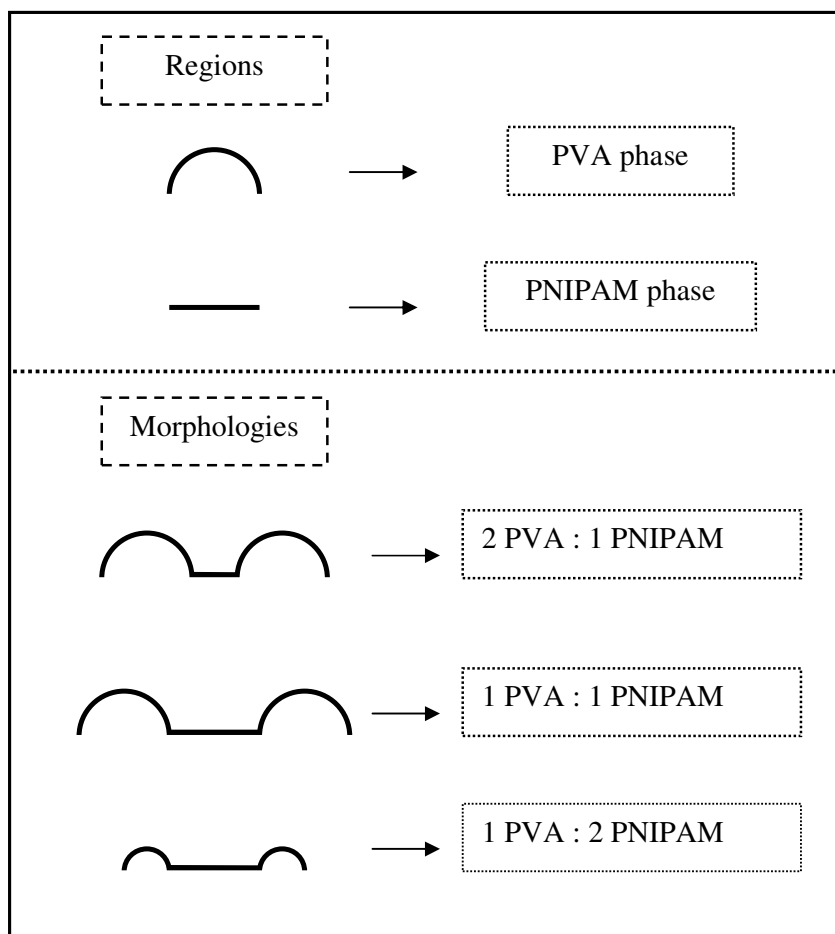 Regions
PVA phase
PNIPAM phase
Morphologies
2 PVA : 1 PNIPAM
1 PVA : 1 PNIPAM
1 PVA : 2 PNIPAM